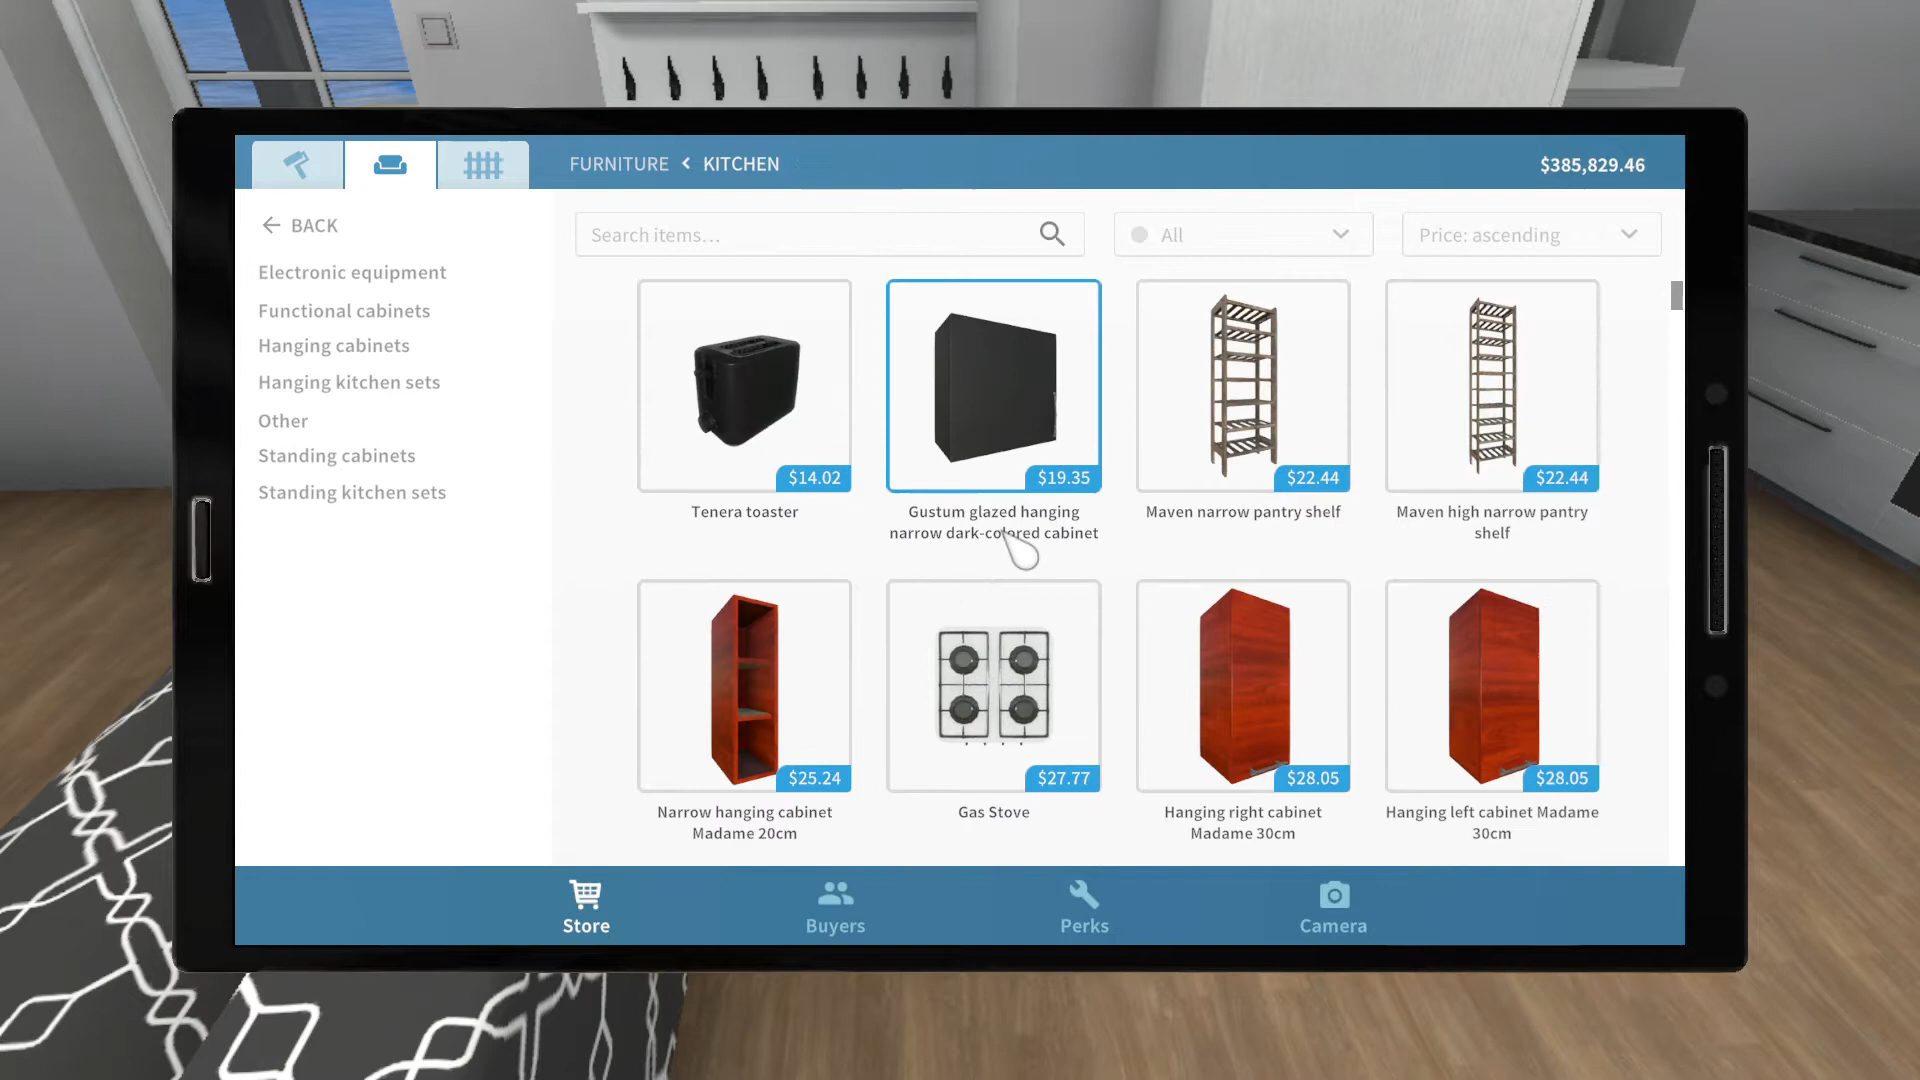 FURNITURE < KITCHEN
$385,829.46
BACK
Search items...
All
Price: ascending
Electronic equipment
Functional cabinets
Hanging cabinets
Hanging kitchen sets
Other
Standing cabinets
Standing kitchen sets
$14.02
$19.35
$22.44
$22.44
Tenera toaster
Gustum glazed hanging
narrow dark-colored cabinet
Maven narrow pantry shelf
Maven high narrow pantry
shelf
$25.24
$27.77
$28.05
$28.05
Narrow hanging cabinet
Madame 20cm
Gas Stove
Hanging right cabinet
Madame 30cm
Hanging left cabinet Madame
30cm
Store
Buyers
Perks
Camera